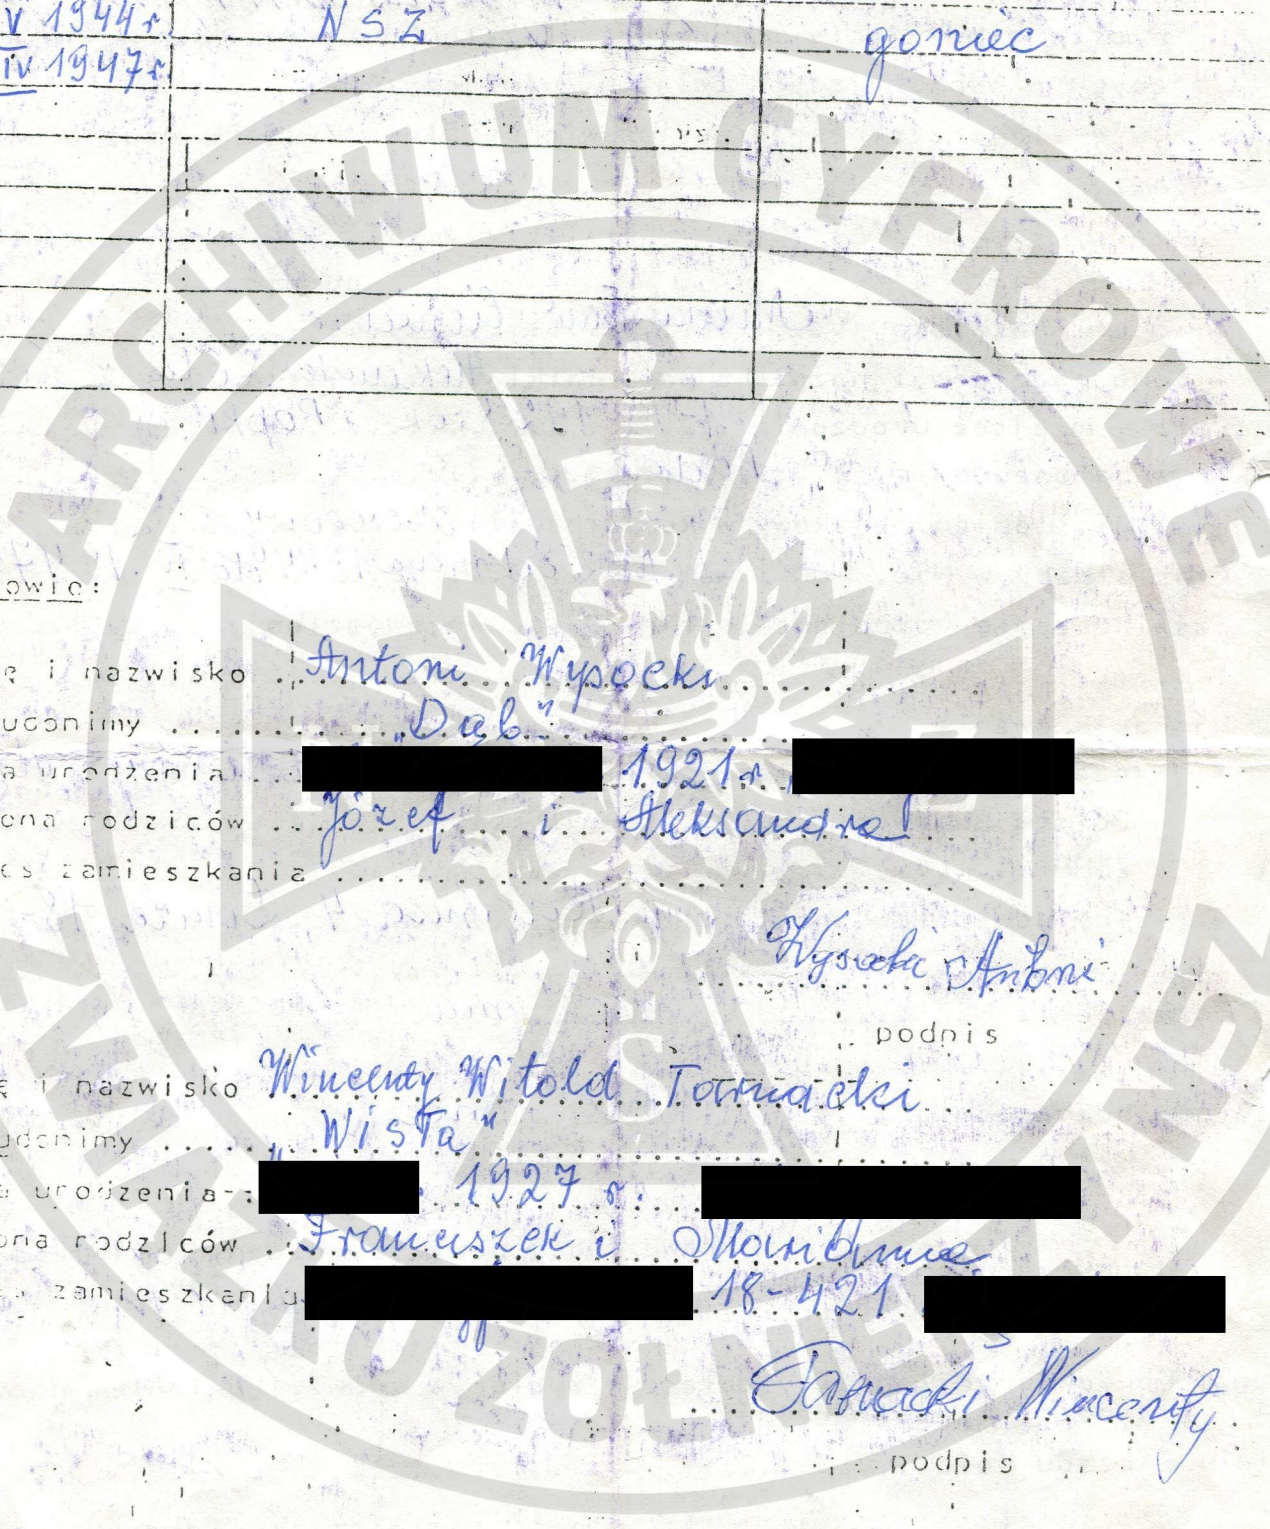 V 1944 r. NSZ goniec
IV 1947 r.
ARCHIWUM CYFROWE
ZWIĄZKU ŻOŁNIERZY NSZ
owie:
ę i nazwisko Antoni Wysocki
udonimy „Dąb”
a urodzenia 1921 r.,
ona rodziców Józef i Aleksandra
es zamieszkania
Wysocki Antoni
podpis
ę i nazwisko Wincenty Witold Tarnacki
udonimy „Wisła”
a urodzenia 1927 r.
ona rodziców Franciszek i Marianna
s zamieszkania 18-421
Tarnacki Wincenty
podpis